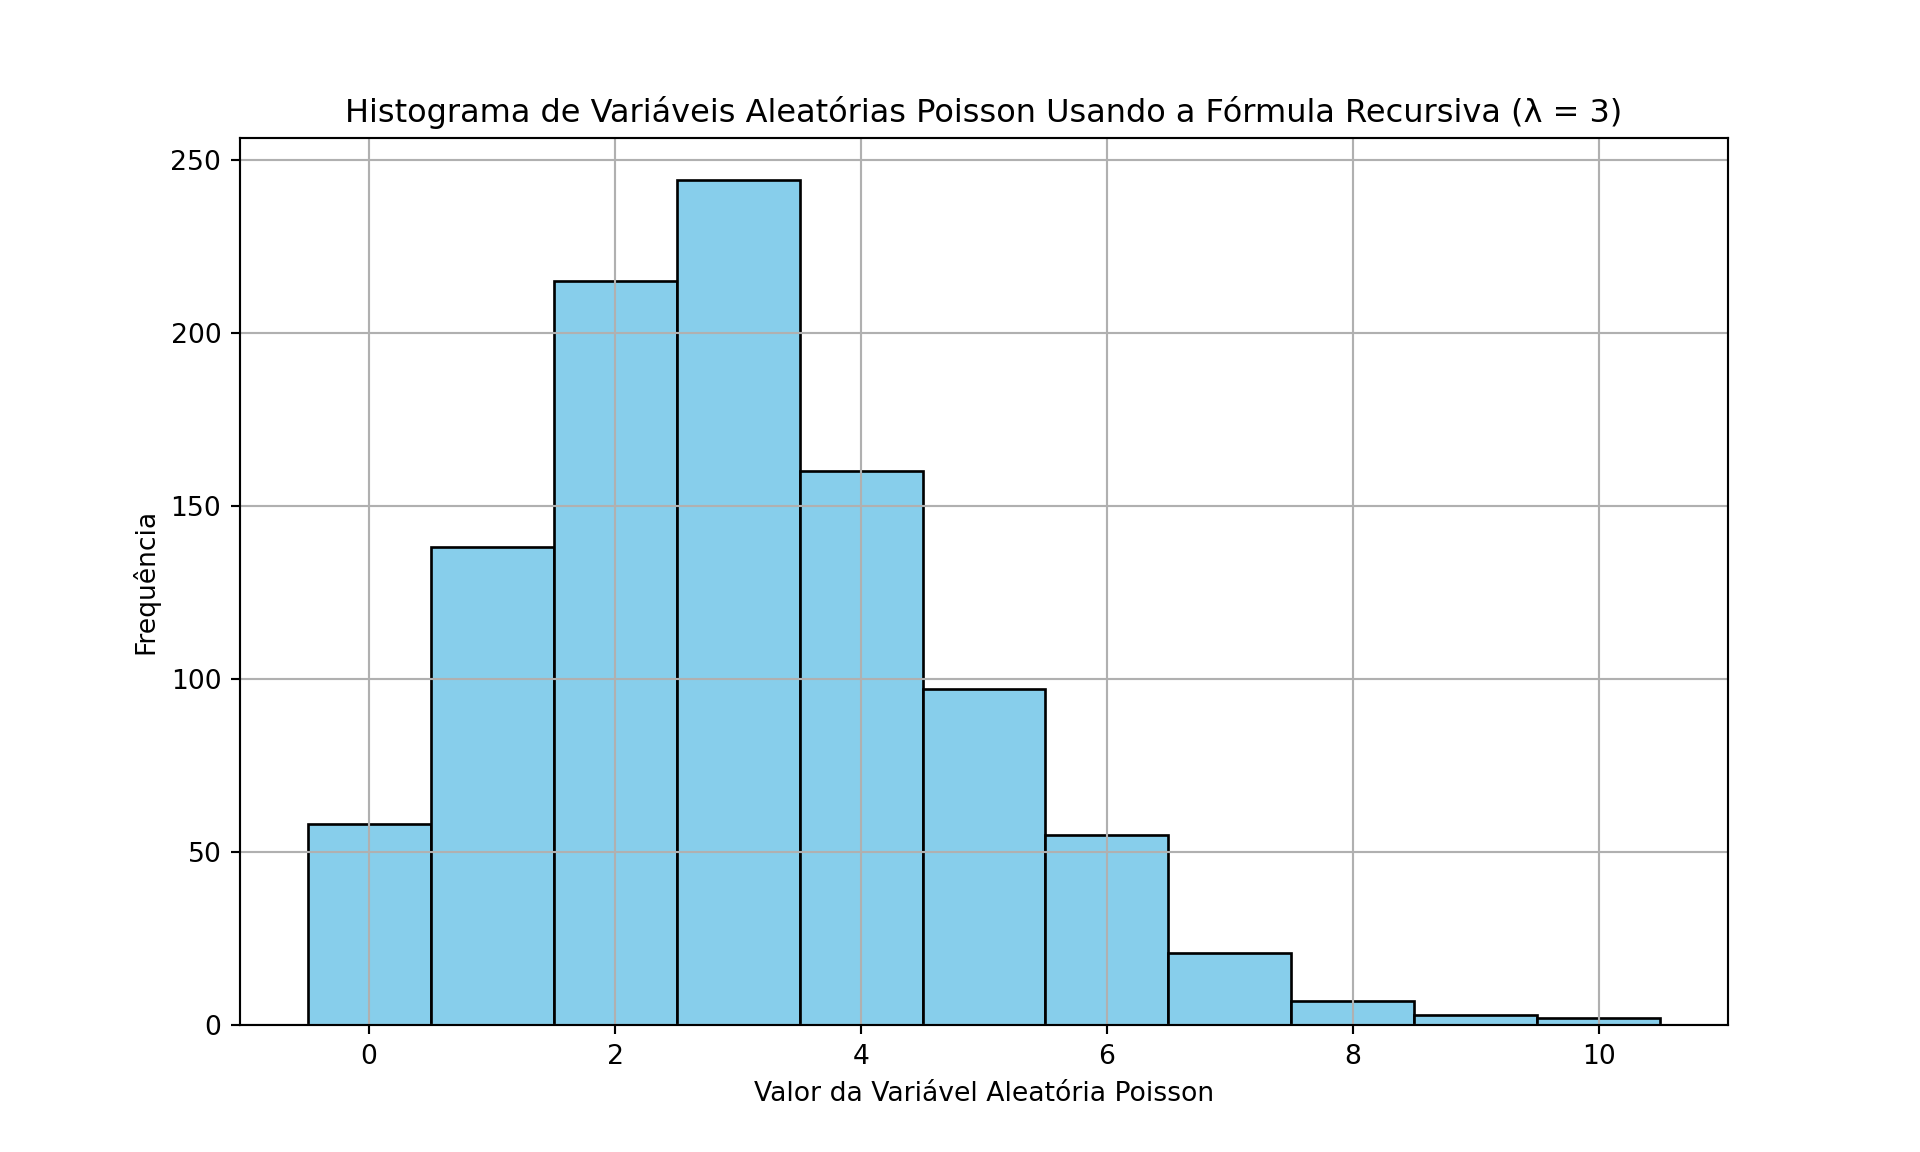 Histograma de Variáveis Aleatórias Poisson Usando a Fórmula Recursiva (λ = 3)
250
200
150
100
50
0
Frequência
0 2 4 6 8 10
Valor da Variável Aleatória Poisson